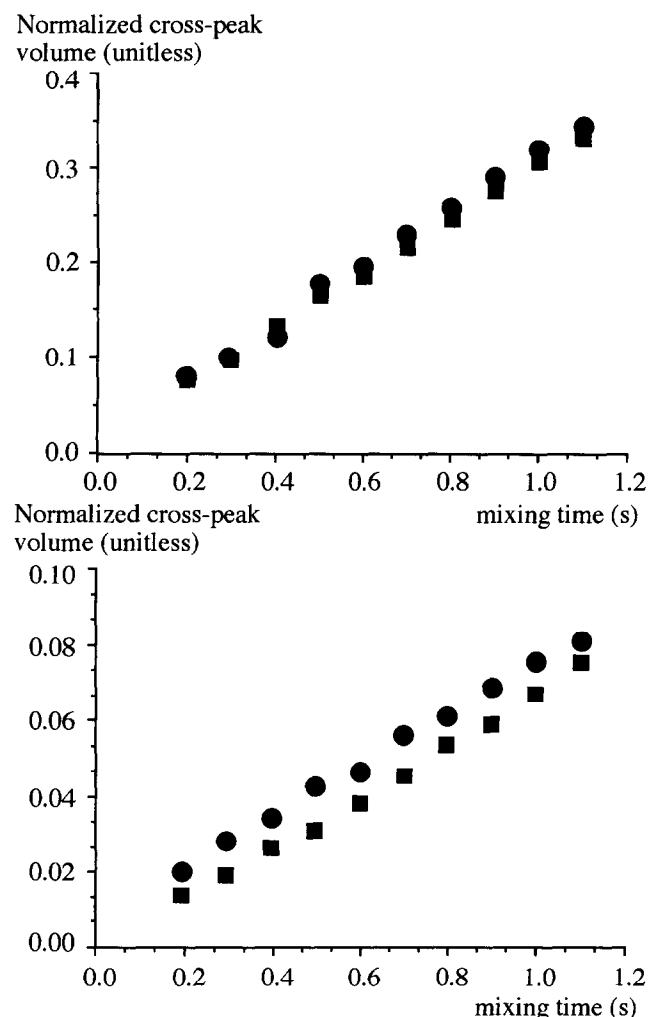 Normalized cross-peak
volume (unitless)
0.4
0.3
0.2
0.1
0.0
0.0 0.2 0.4 0.6 0.8 1.0 1.2
mixing time (s)
Normalized cross-peak
volume (unitless)
0.10
0.08
0.06
0.04
0.02
0.00
0.0 0.2 0.4 0.6 0.8 1.0 1.2
mixing time (s)